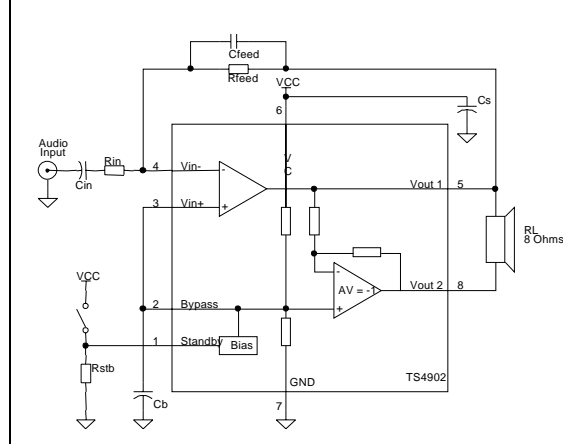 Cfeed
Rfeed
VCC
6
Cs
Audio
Input
Rin
Cin
4
Vin-
-
VC
Vout 1
5
3
Vin+
+
RL
8 Ohms
-
AV = -1
+
Vout 2
8
VCC
2
Bypass
1
Standby
Bias
Rstb
Cb
GND
TS4902
7